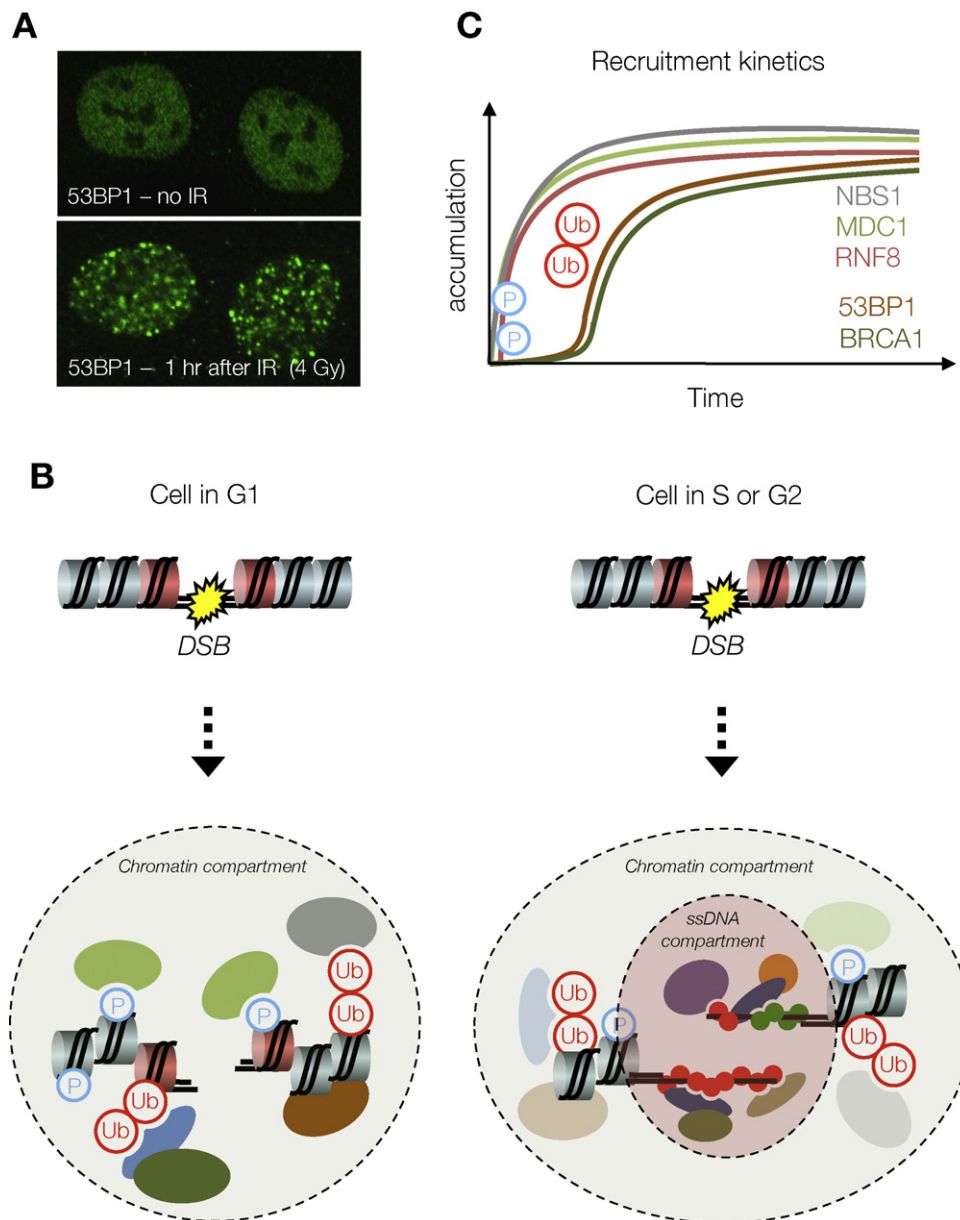 A
53BP1 – no IR
53BP1 – 1 hr after IR (4 Gy)
C
Recruitment kinetics
accumulation
Time
NBS1
MDC1
RNF8
53BP1
BRCA1
Ub
Ub
P
P
B
Cell in G1
DSB
Chromatin compartment
P
P
P
Ub
Ub
Ub
Ub
Cell in S or G2
DSB
Chromatin compartment
ssDNA
compartment
Ub
Ub
P
P
Ub
Ub